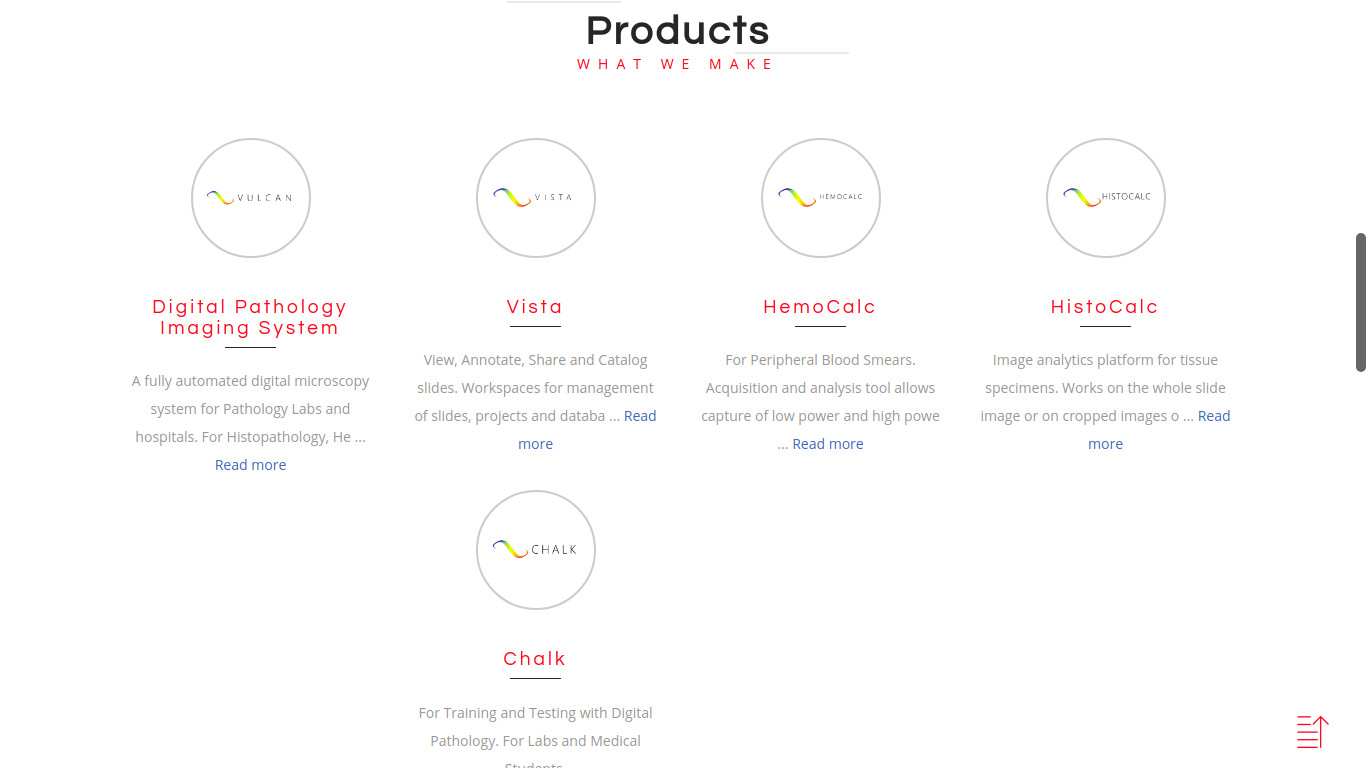 Products
WHAT WE MAKE
VULCAN
VISTA
HEMOCALC
HISTOCALC
Digital Pathology
Imaging System
A fully automated digital microscopy
system for Pathology Labs and
hospitals. For Histopathology, He ...
Read more
Vista
View, Annotate, Share and Catalog
slides. Workspaces for management
of slides, projects and databa ... Read
more
HemoCalc
For Peripheral Blood Smears.
Acquisition and analysis tool allows
capture of low power and high powe
... Read more
HistoCalc
Image analytics platform for tissue
specimens. Works on the whole slide
image or on cropped images o ... Read
more
CHALK
Chalk
For Training and Testing with Digital
Pathology. For Labs and Medical
Students